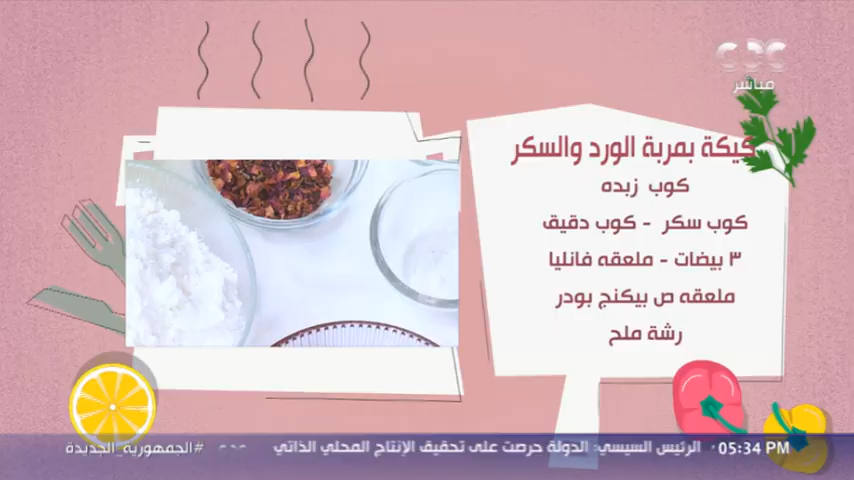 CBC
مباشر
كيكة بمربة الورد والسكر
كوب زبده
كوب سكر - كوب دقيق
٣ بيضات - ملعقه فانليا
ملعقه ص بيكنج بودر
رشة ملح
05:34 PM الرئيس السيسي: الدولة حرصت على تحقيق الإنتاج المحلي الذاتي CBC #الجمهورية_الجديدة